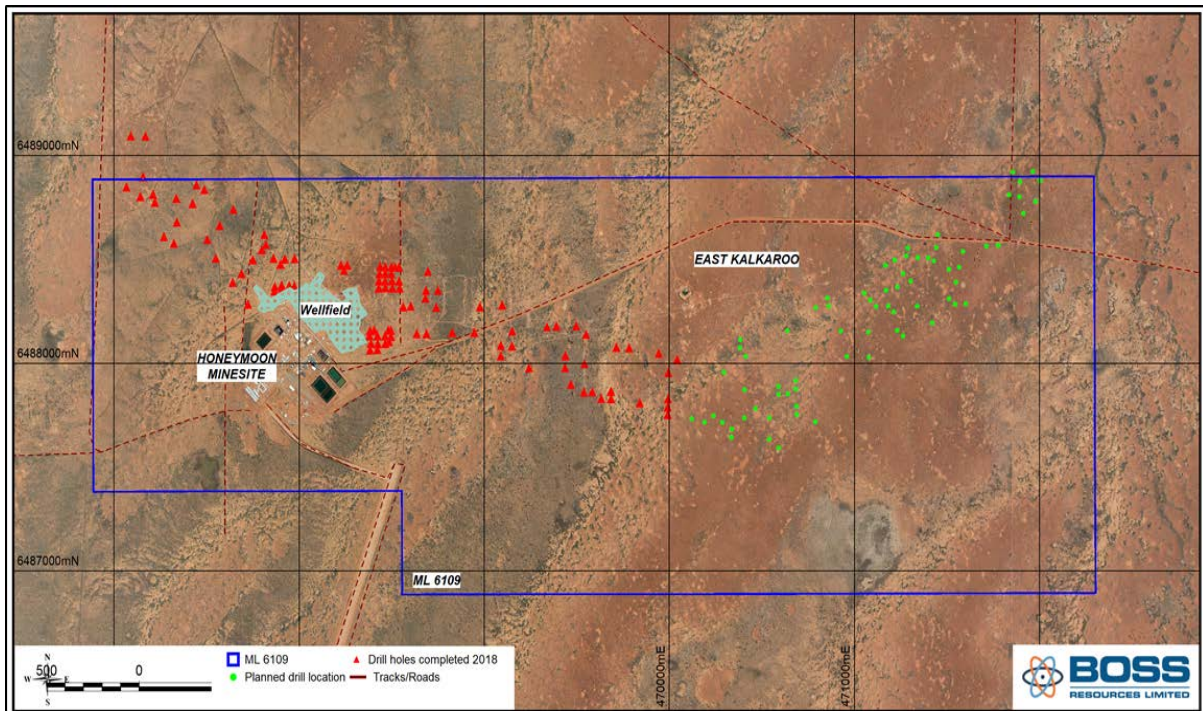 6489000mN
EAST KALKAROO
Wellfield
6488000mN
HONEYMOON
MINESITE
6487000mN
ML 6109
470000mE
471000mE
N
W E
S
500 0
ML 6109
Drill holes completed 2018
Planned drill location
Tracks/Roads
BOSS
RESOURCES LIMITED